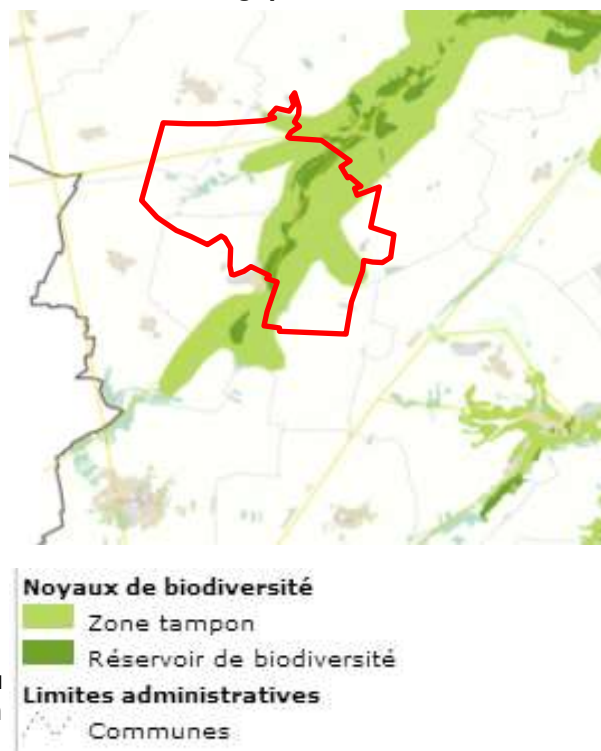 Noyaux de biodiversité
Zone tampon
Réservoir de biodiversité
Limites administratives
Communes